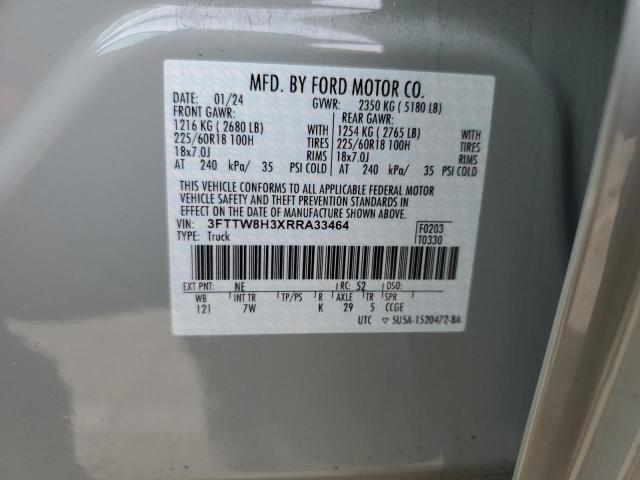 MFD. BY FORD MOTOR CO.
DATE: 01/24 GVWR: 2350 KG (5180 LB)
FRONT GAWR: REAR GAWR:
1216 KG (2680 LB) WITH 1254 KG (2765 LB) WITH
225/60R18 100H TIRES 225/60R18 100H TIRES
18x7.0J RIMS 18x7.0J RIMS
AT 240 kPa/ 35 PSI COLD AT 240 kPa/ 35 PSI COLD
THIS VEHICLE CONFORMS TO ALL APPLICABLE FEDERAL MOTOR
VEHICLE SAFETY AND THEFT PREVENTION STANDARDS IN
EFFECT ON THE DATE OF MANUFACTURE SHOWN ABOVE.
VIN: 3FTTW8H3XRRA33464 F0203
TYPE: Truck T0330
EXT PNT: NE RC: 52 DSO:
WB INT TR TP/PS R AXLE TR SPR
121 7W K 29 5 CCGE
UTC ▽ 5U5A-1520472-BA